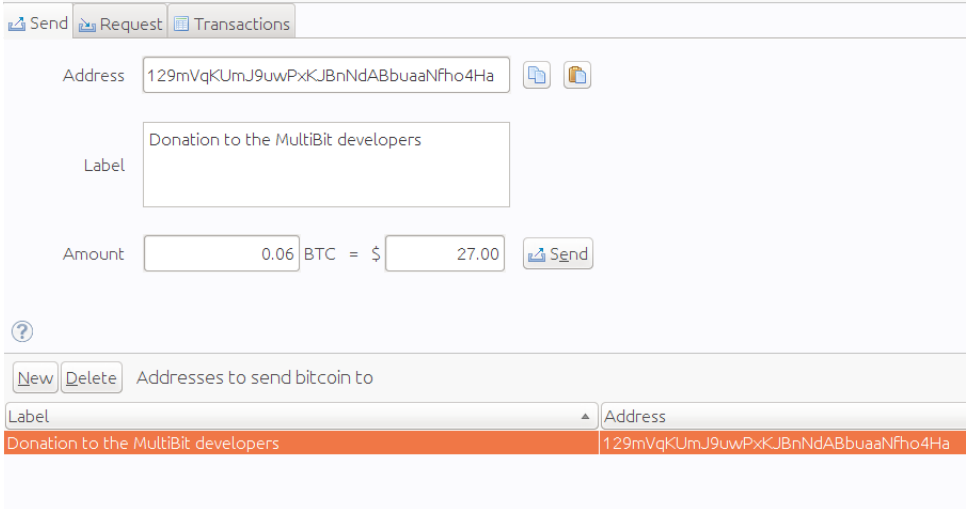 Send Request Transactions
Address 129mVqKUmJ9uwPxKJBnNdABbuaaNfho4Ha
Donation to the MultiBit developers
Label
Amount 0.06 BTC = $ 27.00 Send
?
New Delete Addresses to send bitcoin to
Label Address
Donation to the MultiBit developers 129mVqKUmJ9uwPxKJBnNdABbuaaNfho4Ha